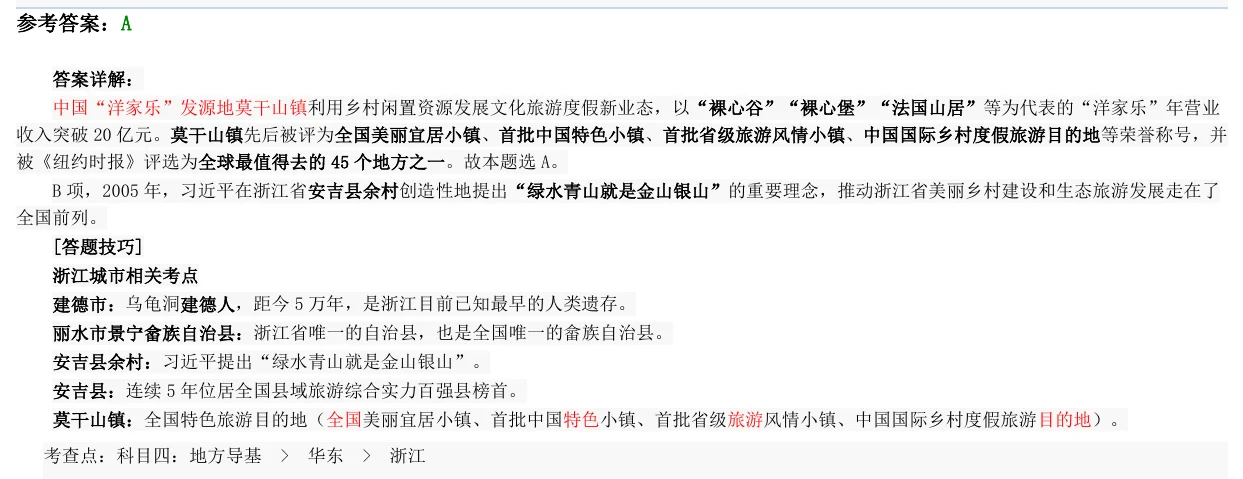 参考答案：A
答案详解：
中国“洋家乐”发源地莫干山镇利用乡村闲置资源发展文化旅游度假新业态，以“裸心谷”“裸心堡”“法国山居”等为代表的“洋家乐”年营业
收入突破 20 亿元。莫干山镇先后被评为全国美丽宜居小镇、首批中国特色小镇、首批省级旅游风情小镇、中国国际乡村度假旅游目的地等荣誉称号，并
被《纽约时报》评选为全球最值得去的 45 个地方之一。故本题选 A。
B 项，2005 年，习近平在浙江省安吉县余村创造性地提出“绿水青山就是金山银山”的重要理念，推动浙江省美丽乡村建设和生态旅游发展走在了
全国前列。
[答题技巧]
浙江城市相关考点
建德市：乌龟洞建德人，距今 5 万年，是浙江目前已知最早的人类遗存。
丽水市景宁畲族自治县：浙江省唯一的自治县，也是全国唯一的畲族自治县。
安吉县余村：习近平提出“绿水青山就是金山银山”。
安吉县：连续 5 年位居全国县域旅游综合实力百强县榜首。
莫干山镇：全国特色旅游目的地（全国美丽宜居小镇、首批中国特色小镇、首批省级旅游风情小镇、中国国际乡村度假旅游目的地）。
考查点：科目四：地方导基 > 华东 > 浙江